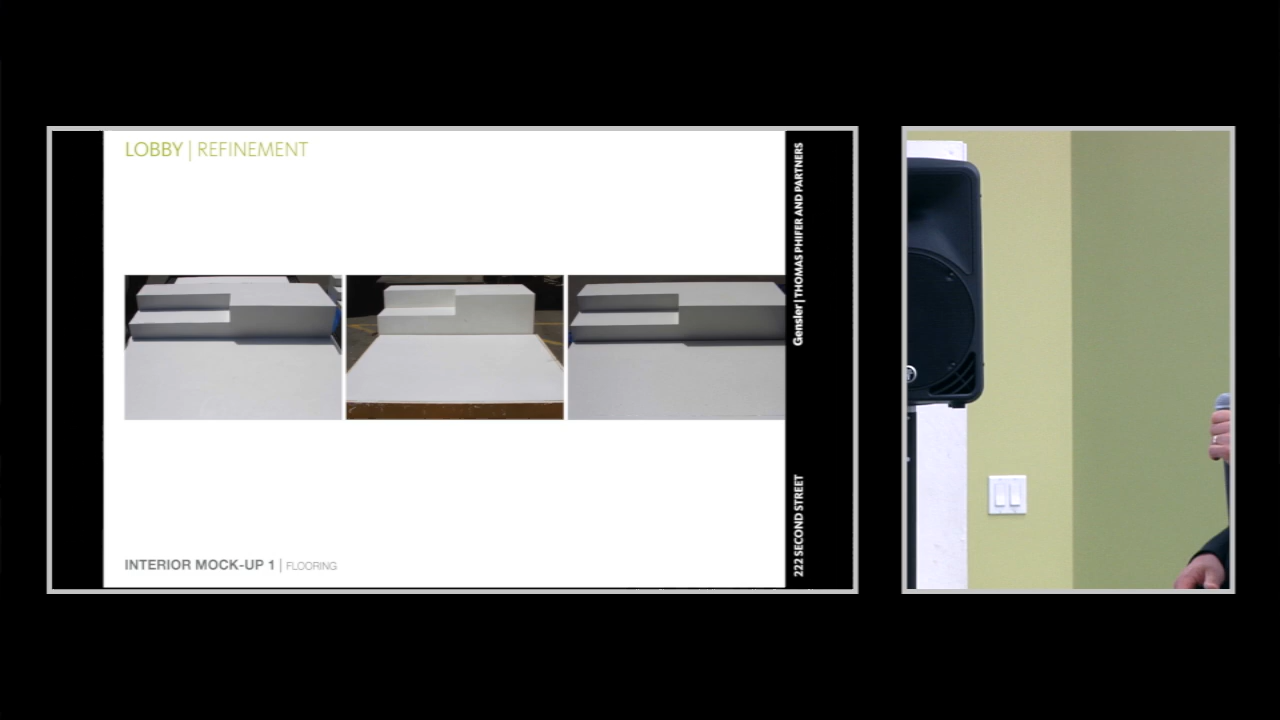 LOBBY | REFINEMENT
Gensler | THOMAS PHIFER AND PARTNERS
222 SECOND STREET
INTERIOR MOCK-UP 1 | FLOORING